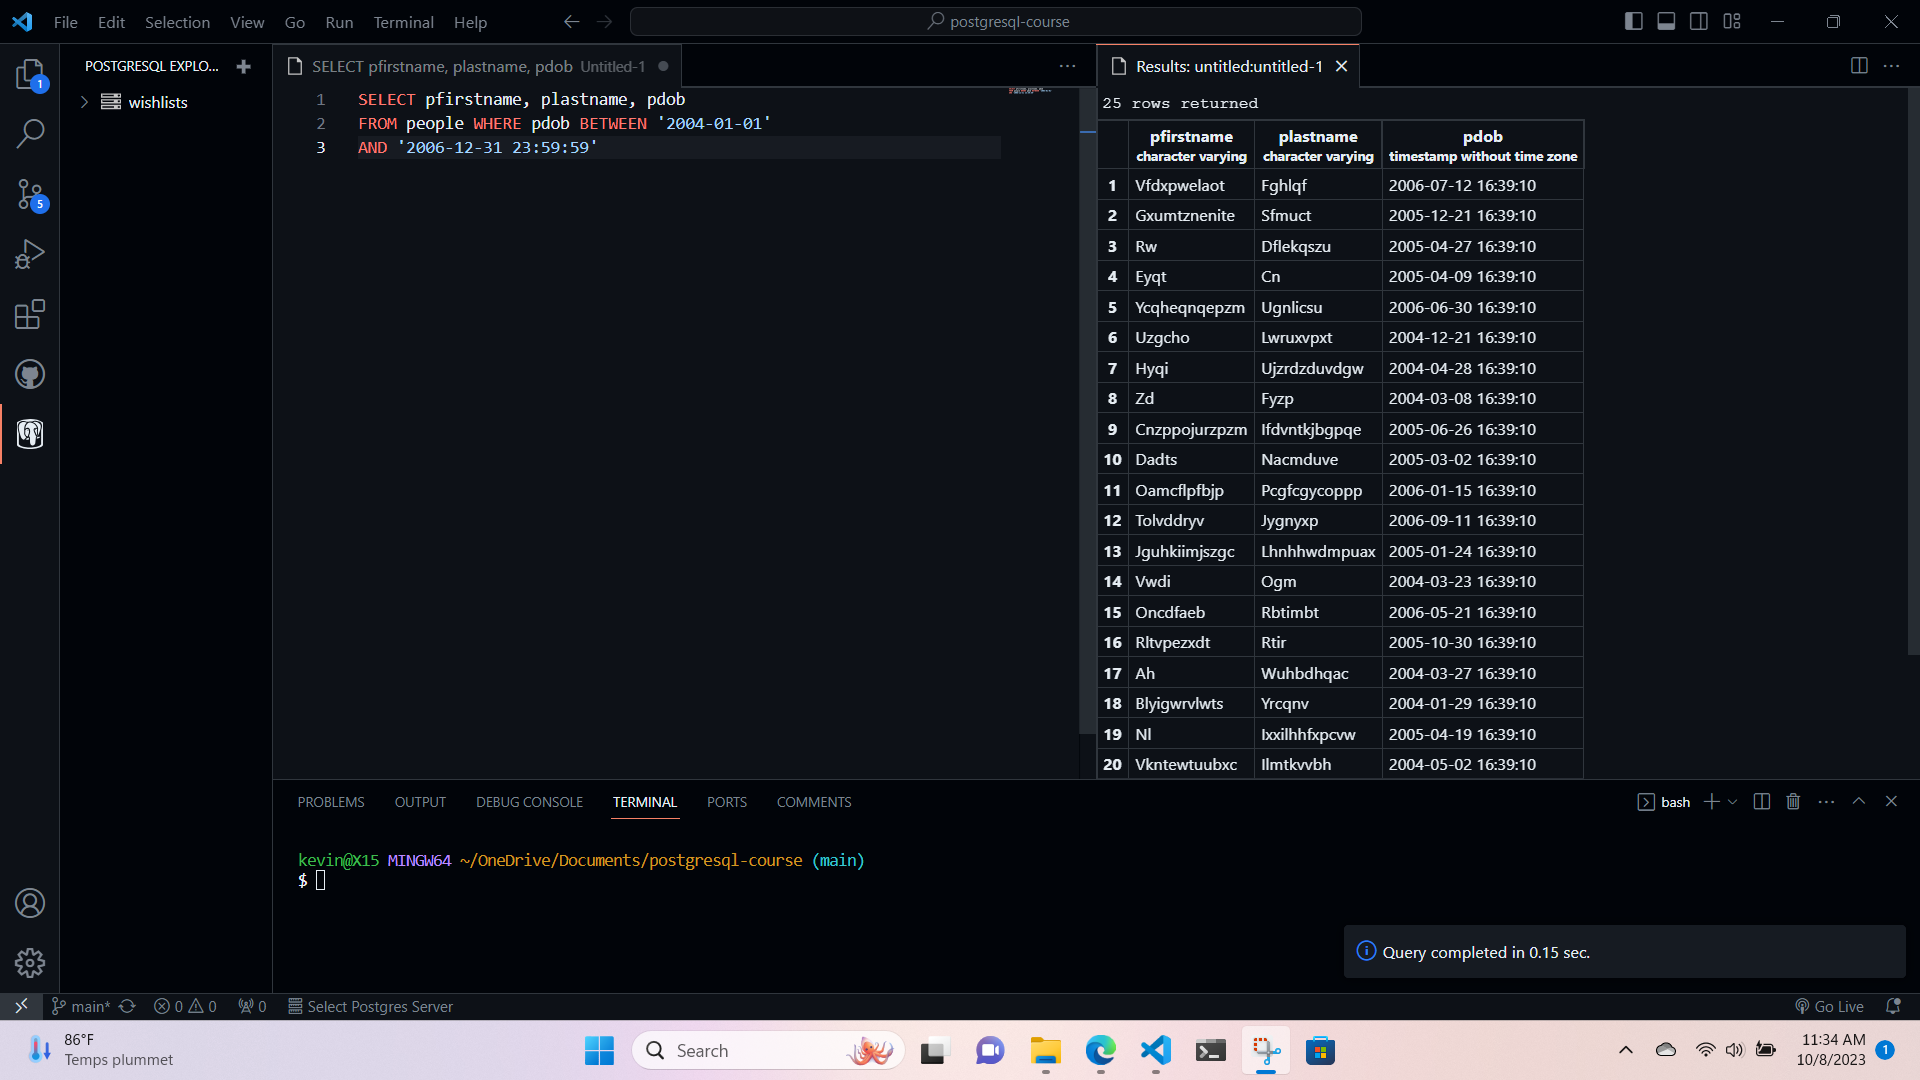 File Edit Selection View Go Run Terminal Help
postgresql-course
POSTGRESQL EXPLO...
wishlists
1
5
SELECT pfirstname, plastname, pdob Untitled-1
1 SELECT pfirstname, plastname, pdob
2 FROM people WHERE pdob BETWEEN '2004-01-01'
3 AND '2006-12-31 23:59:59'
Results: untitled:untitled-1
25 rows returned
pfirstname plastname pdob
character varying character varying timestamp without time zone
1 Vfdxpwelaot Fghlqf 2006-07-12 16:39:10
2 Gxumtznenite Sfmuct 2005-12-21 16:39:10
3 Rw Dflekqszu 2005-04-27 16:39:10
4 Eyqt Cn 2005-04-09 16:39:10
5 Ycqheqnqepzm Ugnlicsu 2006-06-30 16:39:10
6 Uzgcho Lwruxvpxt 2004-12-21 16:39:10
7 Hyqi Ujzrdzduvdgw 2004-04-28 16:39:10
8 Zd Fyzp 2004-03-08 16:39:10
9 Cnzppojurzpzm Ifdvntkjbgpqe 2005-06-26 16:39:10
10 Dadts Nacmduve 2005-03-02 16:39:10
11 Oamcflpfbjp Pcgfcgycoppp 2006-01-15 16:39:10
12 Tolvddryv Jygnyxp 2006-09-11 16:39:10
13 Jguhkiimjszgc Lhnhhwdmpuax 2005-01-24 16:39:10
14 Vwdi Ogm 2004-03-23 16:39:10
15 Oncdfaeb Rbtimbt 2006-05-21 16:39:10
16 Rltvpezxdt Rtir 2005-10-30 16:39:10
17 Ah Wuhbdhqac 2004-03-27 16:39:10
18 Blyigwrvlwts Yrcqnv 2004-01-29 16:39:10
19 Nl Ixxilhhfxpcvw 2005-04-19 16:39:10
20 Vkntewtuubxc Ilmtkvvbh 2004-05-02 16:39:10
PROBLEMS OUTPUT DEBUG CONSOLE TERMINAL PORTS COMMENTS
bash
kevin@X15 MINGW64 ~/OneDrive/Documents/postgresql-course (main)
$
Query completed in 0.15 sec.
main* 0 0 0 Select Postgres Server
Go Live
86°F
Temps plummet
Search
11:34 AM
10/8/2023
1